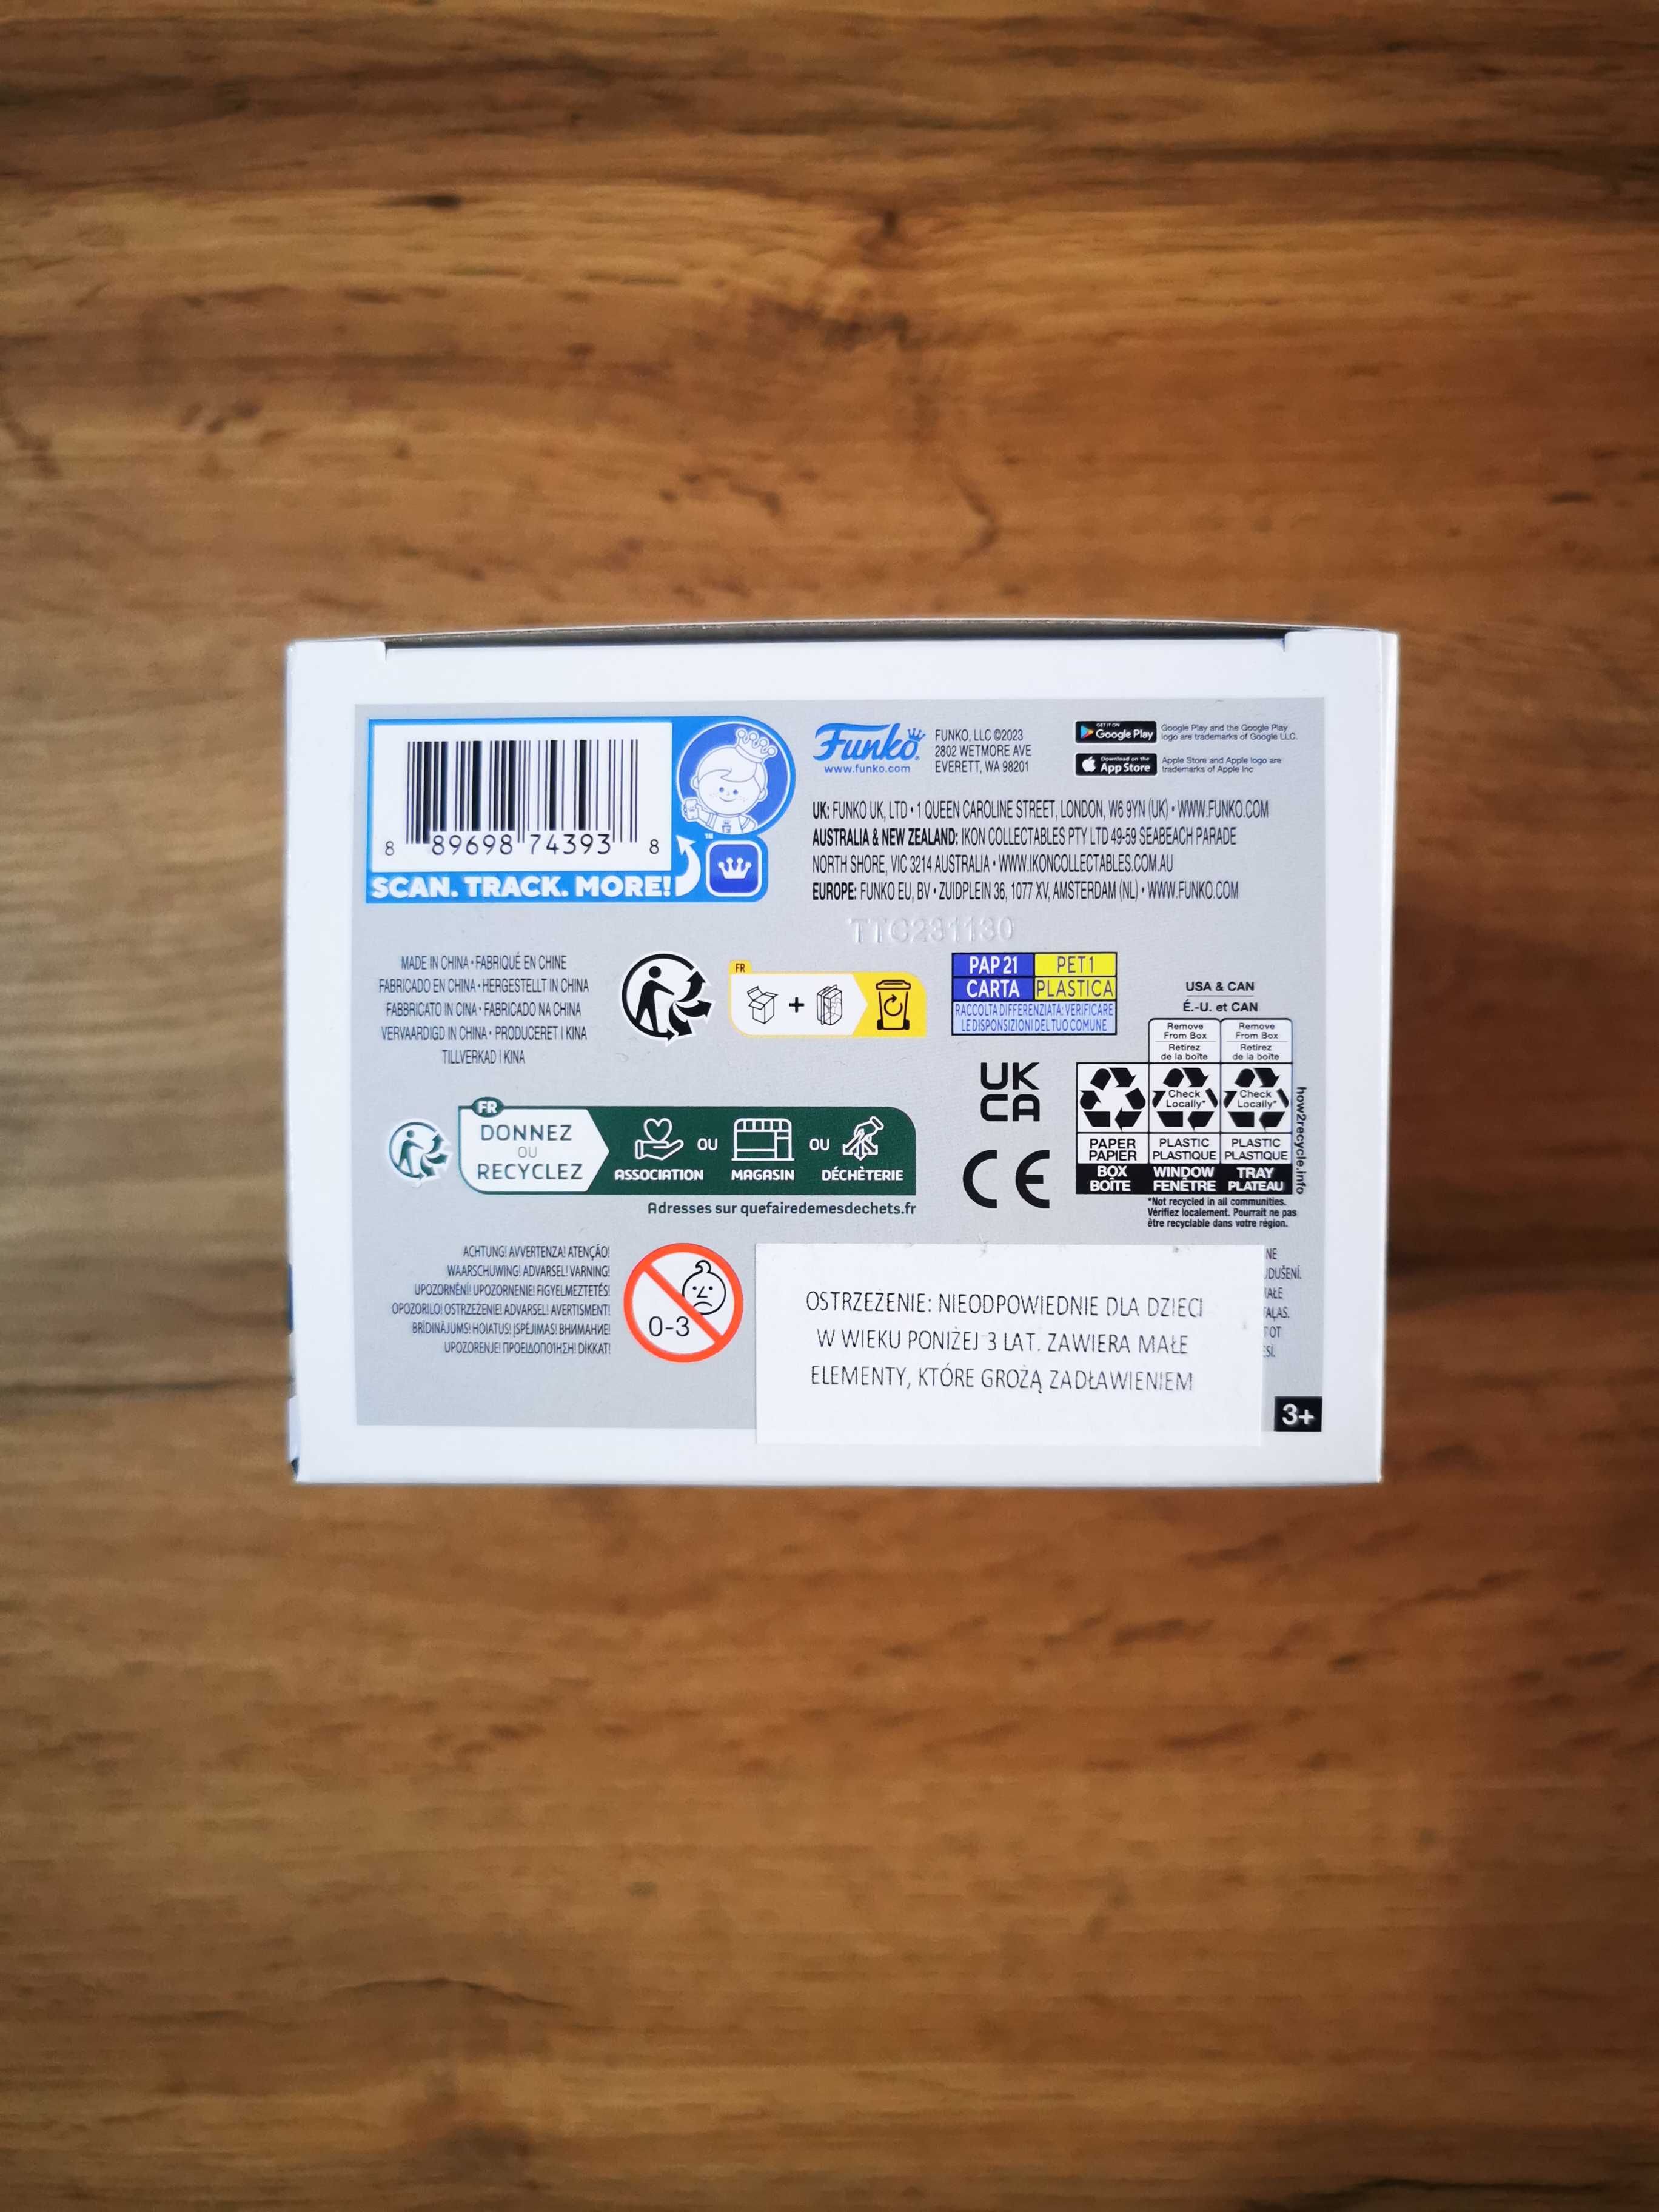 8 89698 74393 8
SCAN. TRACK. MORE!
TM
Funko
www.funko.com
FUNKO, LLC ©2023
2802 WETMORE AVE
EVERETT, WA 98201
GET IT ON
Google Play
Google Play and the Google Play
logo are trademarks of Google LLC.
Download on the
App Store
Apple Store and Apple logo are
trademarks of Apple Inc
UK: FUNKO UK, LTD • 1 QUEEN CAROLINE STREET, LONDON, W6 9YN (UK) • WWW.FUNKO.COM
AUSTRALIA & NEW ZEALAND: IKON COLLECTABLES PTY LTD 49-59 SEABEACH PARADE
NORTH SHORE, VIC 3214 AUSTRALIA • WWW.IKONCOLLECTABLES.COM.AU
EUROPE: FUNKO EU, BV • ZUIDPLEIN 36, 1077 XV, AMSTERDAM (NL) • WWW.FUNKO.COM
TTC231130
MADE IN CHINA • FABRIQUÉ EN CHINE
FABRICADO EN CHINA • HERGESTELLT IN CHINA
FABBRICATO IN CINA • FABRICADO NA CHINA
VERVAARDIGD IN CHINA • PRODUCERET I KINA
TILLVERKAD I KINA
FR
+
PAP 21 PET1
CARTA PLASTICA
RACCOLTA DIFFERENZIATA: VERIFICARE
LE DISPOSIZIONI DEL TUO COMUNE
USA & CAN
É.-U. et CAN
Remove
From Box
Retirez
de la boîte
Remove
From Box
Retirez
de la boîte
Check
Locally*
Check
Locally*
PAPER
PAPIER
PLASTIC
PLASTIQUE
PLASTIC
PLASTIQUE
BOX
BOÎTE
WINDOW
FENÊTRE
TRAY
PLATEAU
how2recycle.info
*Not recycled in all communities.
Vérifiez localement. Pourrait ne pas
être recyclable dans votre région.
UK
CA
CE
FR
DONNEZ
OU
RECYCLEZ
ASSOCIATION
OU
MAGASIN
OU
DÉCHÈTERIE
Adresses sur quefairedemesdechets.fr
ACHTUNG! AVVERTENZA! ATENÇÃO!
WAARSCHUWING! ADVARSEL! VARNING!
UPOZORNĚNÍ! UPOZORNENIE! FIGYELMEZTETÉS!
OPOZORILO! OSTRZEŻENIE! ADVARSEL! AVERTISMENT!
BRĪDINĀJUMS! HOIATUS! ĮSPĖJIMAS! ВНИМАНИЕ!
UPOZORENJE! ΠΡΟΕΙΔΟΠΟΙΗΣΗ! DİKKAT!
0-3
OSTRZEŻENIE: NIEODPOWIEDNIE DLA DZIECI
W WIEKU PONIŻEJ 3 LAT. ZAWIERA MAŁE
ELEMENTY, KTÓRE GROŻĄ ZADŁAWIENIEM
3+